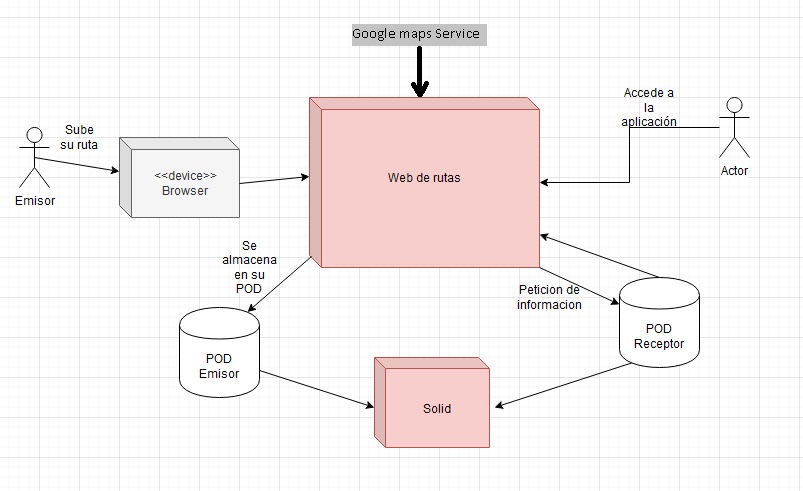 Google maps Service
Accede a
la
aplicación
Sube
su ruta
<<device>>
Browser
Web de rutas
Emisor
Actor
Se
almacena
en su
POD
Peticion de
informacion
POD
Emisor
POD
Receptor
Solid